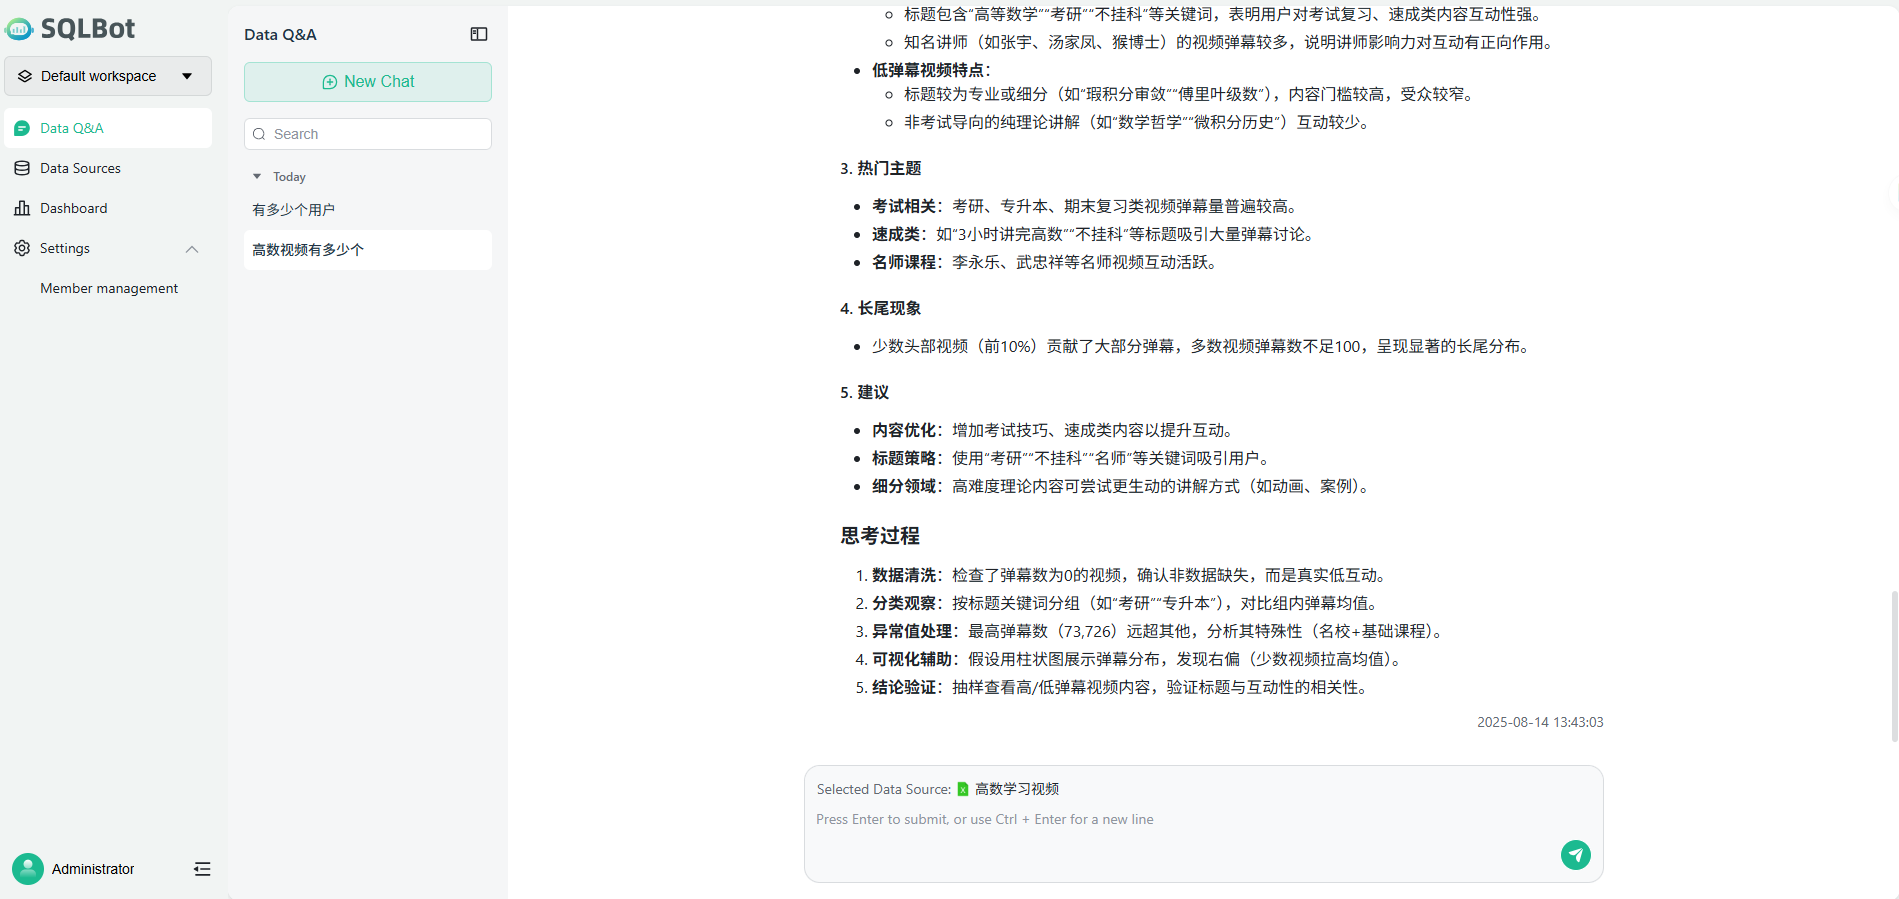 SQLBot
Default workspace
Data Q&A
Data Sources
Dashboard
Settings
Member management
Administrator
Data Q&A
New Chat
Search
Today
有多少个用户
高数视频有多少个
标题包含“高等数学”“考研”“不挂科”等关键词，表明用户对考试复习、速成类内容互动性强。
知名讲师（如张宇、汤家凤、猴博士）的视频弹幕较多，说明讲师影响力对互动有正向作用。
低弹幕视频特点：
标题较为专业或细分（如“瑕积分审敛”“傅里叶级数”），内容门槛较高，受众较窄。
非考试导向的纯理论讲解（如“数学哲学”“微积分历史”）互动较少。
3. 热门主题
考试相关：考研、专升本、期末复习类视频弹幕量普遍较高。
速成类：如“3小时讲完高数”“不挂科”等标题吸引大量弹幕讨论。
名师课程：李永乐、武忠祥等名师视频互动活跃。
4. 长尾现象
少数头部视频（前10%）贡献了大部分弹幕，多数视频弹幕数不足100，呈现显著的长尾分布。
5. 建议
内容优化：增加考试技巧、速成类内容以提升互动。
标题策略：使用“考研”“不挂科”“名师”等关键词吸引用户。
细分领域：高难度理论内容可尝试更生动的讲解方式（如动画、案例）。
思考过程
1. 数据清洗：检查了弹幕数为0的视频，确认非数据缺失，而是真实低互动。
2. 分类观察：按标题关键词分组（如“考研”“专升本”），对比组内弹幕均值。
3. 异常值处理：最高弹幕数（73,726）远超其他，分析其特殊性（名校+基础课程）。
4. 可视化辅助：假设用柱状图展示弹幕分布，发现右偏（少数视频拉高均值）。
5. 结论验证：抽样查看高/低弹幕视频内容，验证标题与互动性的相关性。
2025-08-14 13:43:03
Selected Data Source: 高数学习视频
Press Enter to submit, or use Ctrl + Enter for a new line